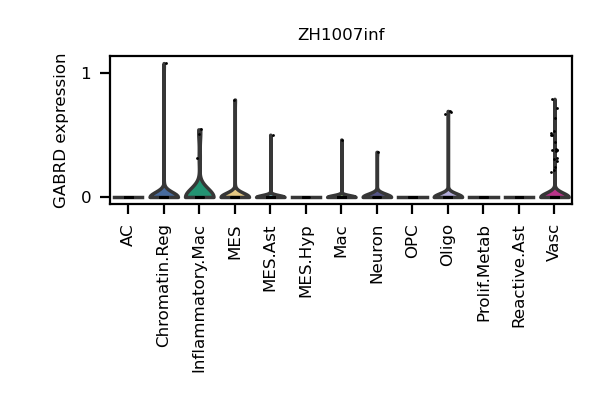 ZH1007inf
GABRD expression
1
0
AC
Chromatin.Reg
Inflammatory.Mac
MES
MES.Ast
MES.Hyp
Mac
Neuron
OPC
Oligo
Prolif.Metab
Reactive.Ast
Vasc